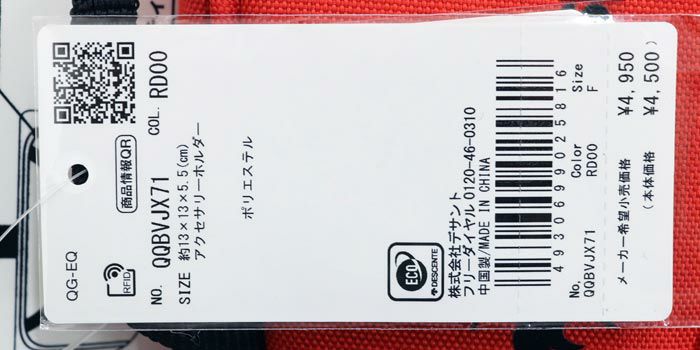 商品情報QR
RFID
QG-EQ
COL. RD00
NO. QQBVJX71
SIZE 約13×13×5.5(cm)
アクセサリーホルダー
ポリエステル
ECO
DESCENTE
株式会社デサント
フリーダイヤル 0120-46-0310
中国製/MADE IN CHINA
4930699025816
No. Color Size
QQBVJX71 RD00 F
メーカー希望小売価格 ¥4,950
(本体価格 ¥4,500)